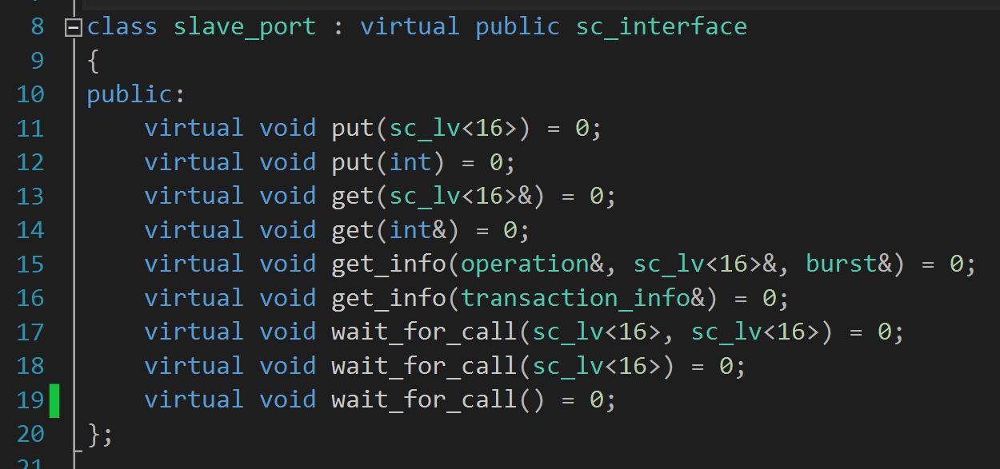 8 class slave_port : virtual public sc_interface
9 {
10 public:
11 virtual void put(sc_lv<16>) = 0;
12 virtual void put(int) = 0;
13 virtual void get(sc_lv<16>&) = 0;
14 virtual void get(int&) = 0;
15 virtual void get_info(operation&, sc_lv<16>&, burst&) = 0;
16 virtual void get_info(transaction_info&) = 0;
17 virtual void wait_for_call(sc_lv<16>, sc_lv<16>) = 0;
18 virtual void wait_for_call(sc_lv<16>) = 0;
19 virtual void wait_for_call() = 0;
20 };
21